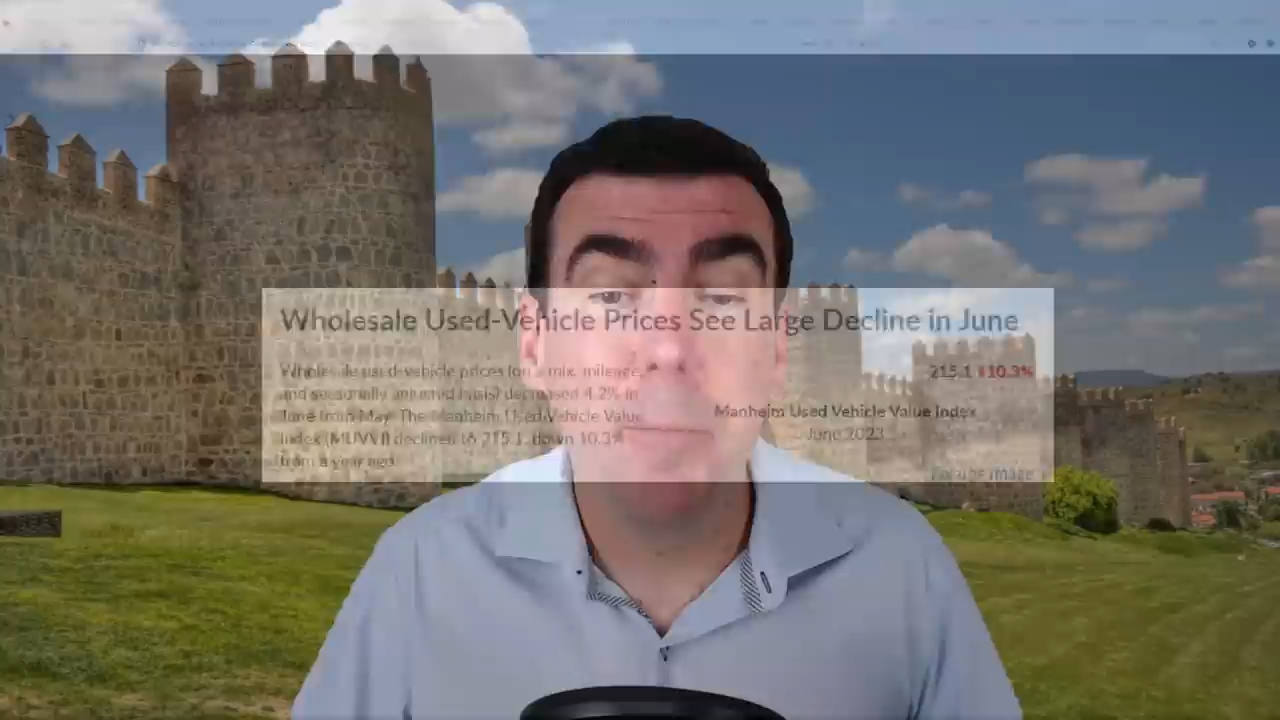 Wholesale Used-Vehicle Prices See Large Decline in June
Wholesale used-vehicle prices (on a mix, mileage,
and seasonally adjusted basis) decreased 4.2% in
June from May. The Manheim Used Vehicle Value
Index (MUVVI) declined to 215.1, down 10.3%
from a year ago.
215.1 10.3%
Manheim Used Vehicle Value Index
June 2023